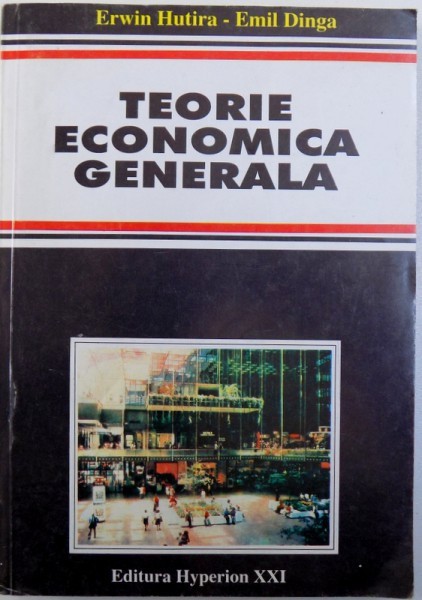 Erwin Hutira - Emil Dinga
TEORIE
ECONOMICA
GENERALA
Editura Hyperion XXI